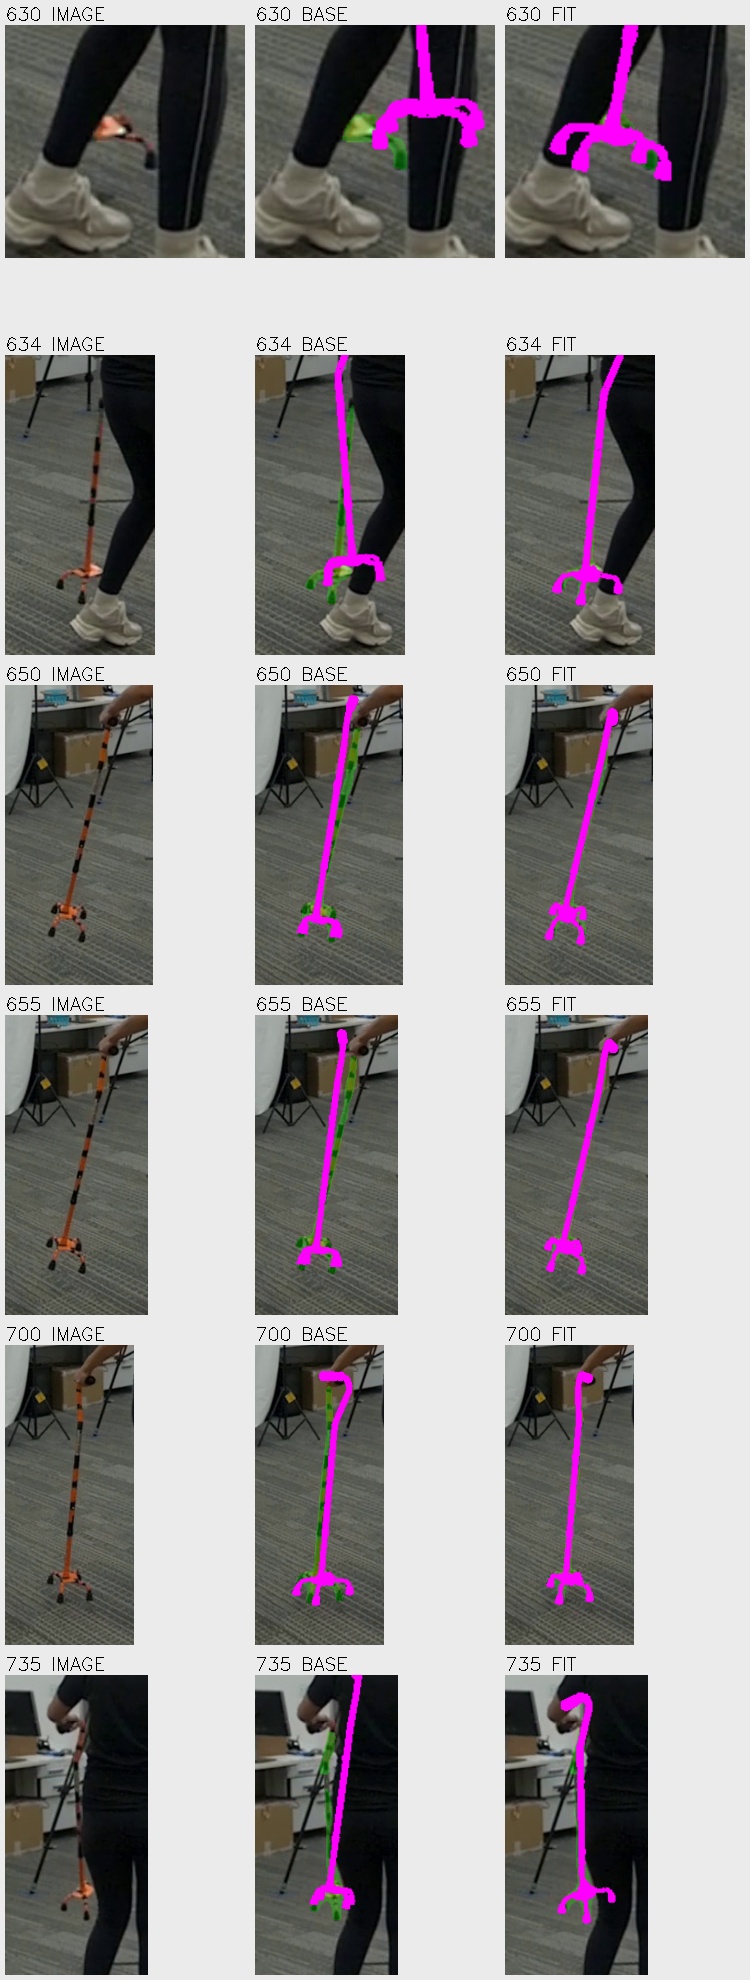 630 IMAGE
630 BASE
630 FIT
634 IMAGE
634 BASE
634 FIT
650 IMAGE
650 BASE
650 FIT
655 IMAGE
655 BASE
655 FIT
700 IMAGE
700 BASE
700 FIT
735 IMAGE
735 BASE
735 FIT